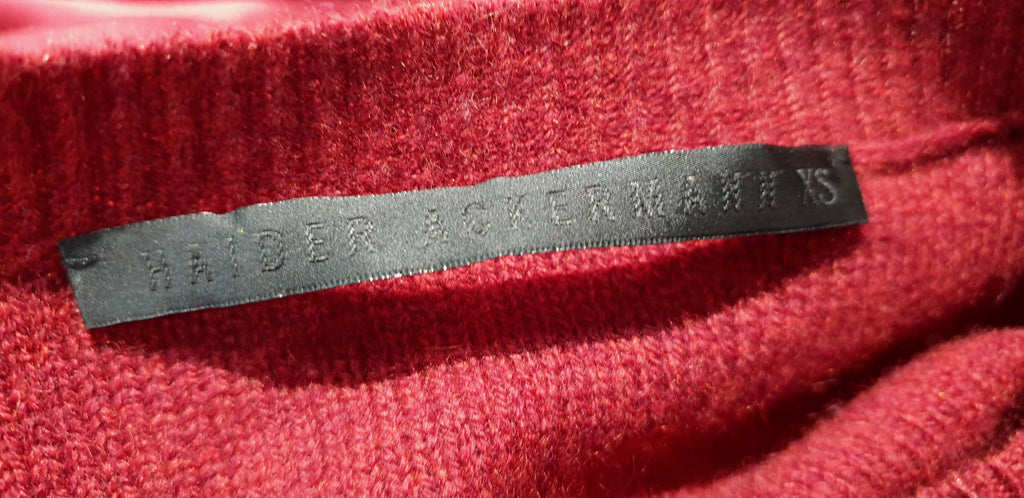 HAIDER ACKERMANN XS